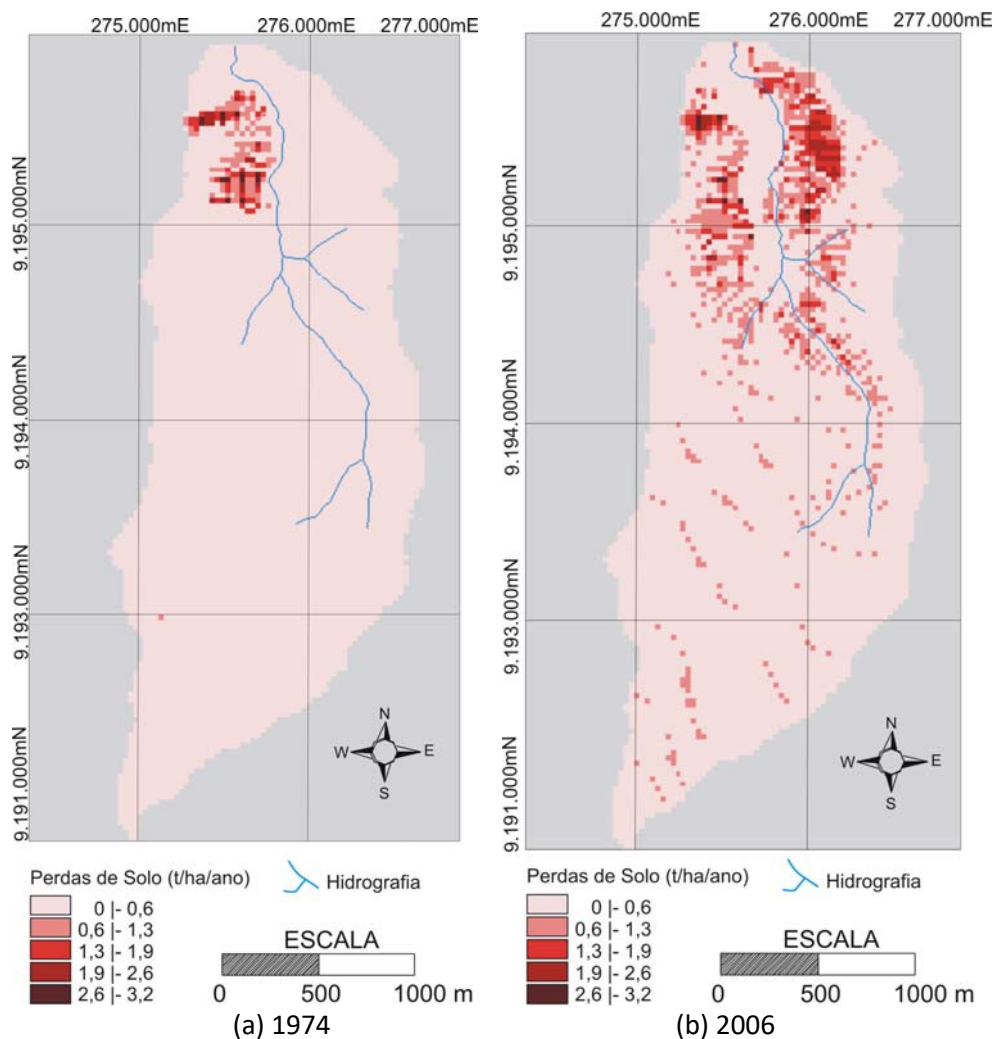 275.000mE 276.000mE 277.000mE
9.195.000mN
9.194.000mN
9.193.000mN
9.191.000mN
N
W E
S
Perdas de Solo (t/ha/ano)
0 |- 0,6
0,6 |- 1,3
1,3 |- 1,9
1,9 |- 2,6
2,6 |- 3,2
Hidrografia
ESCALA
0 500 1000 m
(a) 1974
275.000mE 276.000mE 277.000mE
9.195.000mN
9.194.000mN
9.193.000mN
9.191.000mN
N
W E
S
Perdas de Solo (t/ha/ano)
0 |- 0,6
0,6 |- 1,3
1,3 |- 1,9
1,9 |- 2,6
2,6 |- 3,2
Hidrografia
ESCALA
0 500 1000 m
(b) 2006